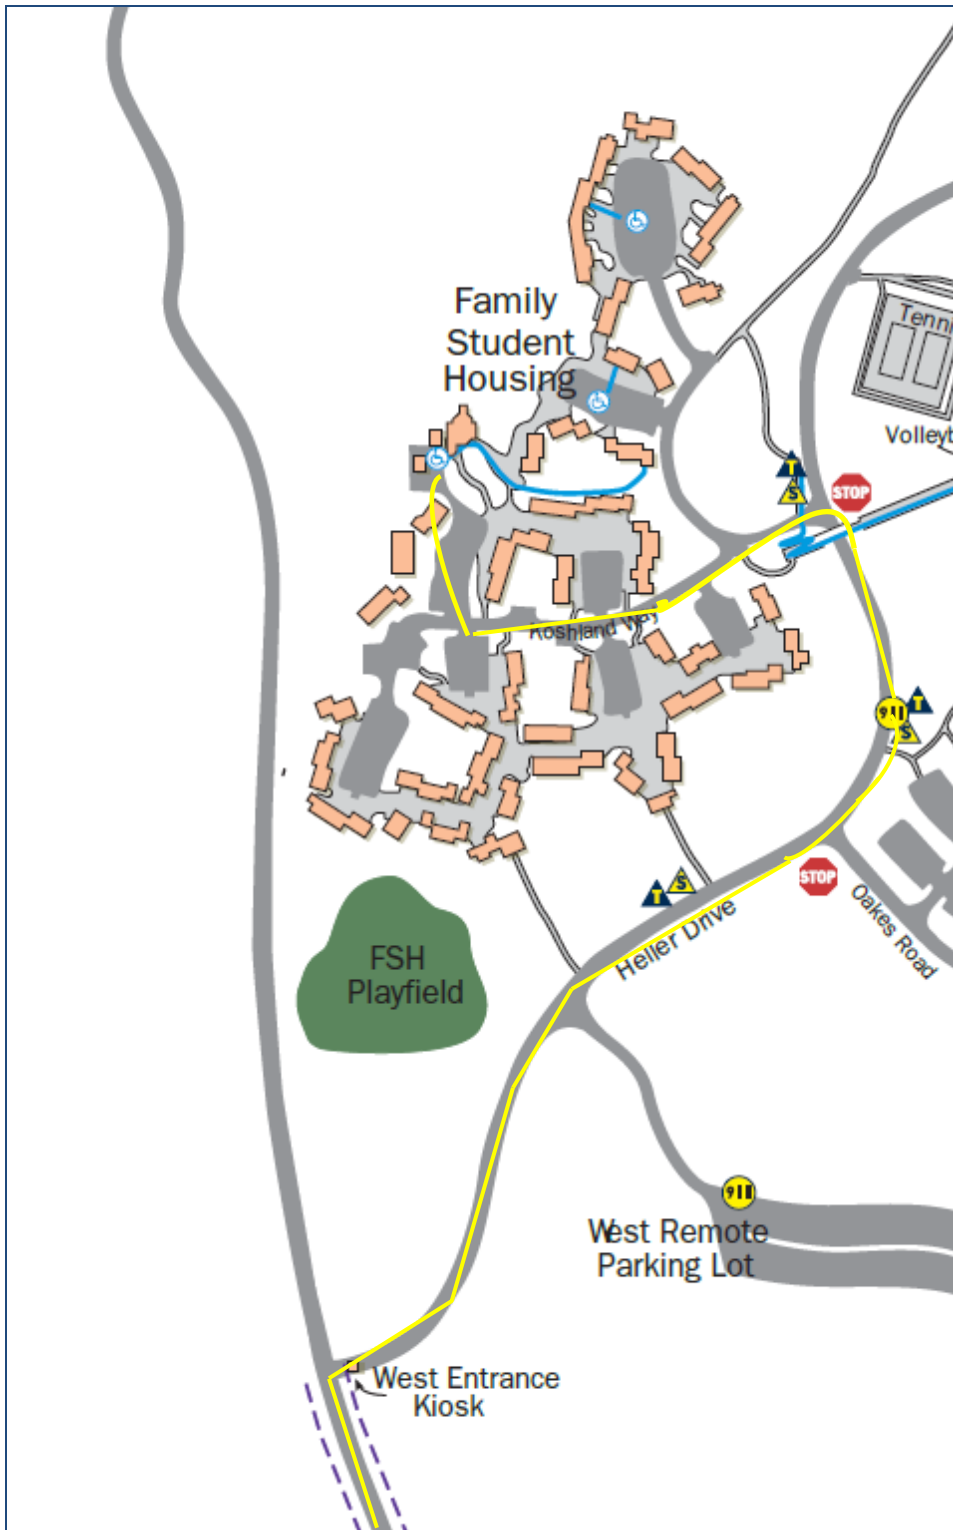 Family
Student
Housing
Tenni
Volleyb
T
S
STOP
Koshland Way
911
T
S
STOP
T
S
Heller Drive
Oakes Road
FSH
Playfield
911
West Remote
Parking Lot
West Entrance
Kiosk